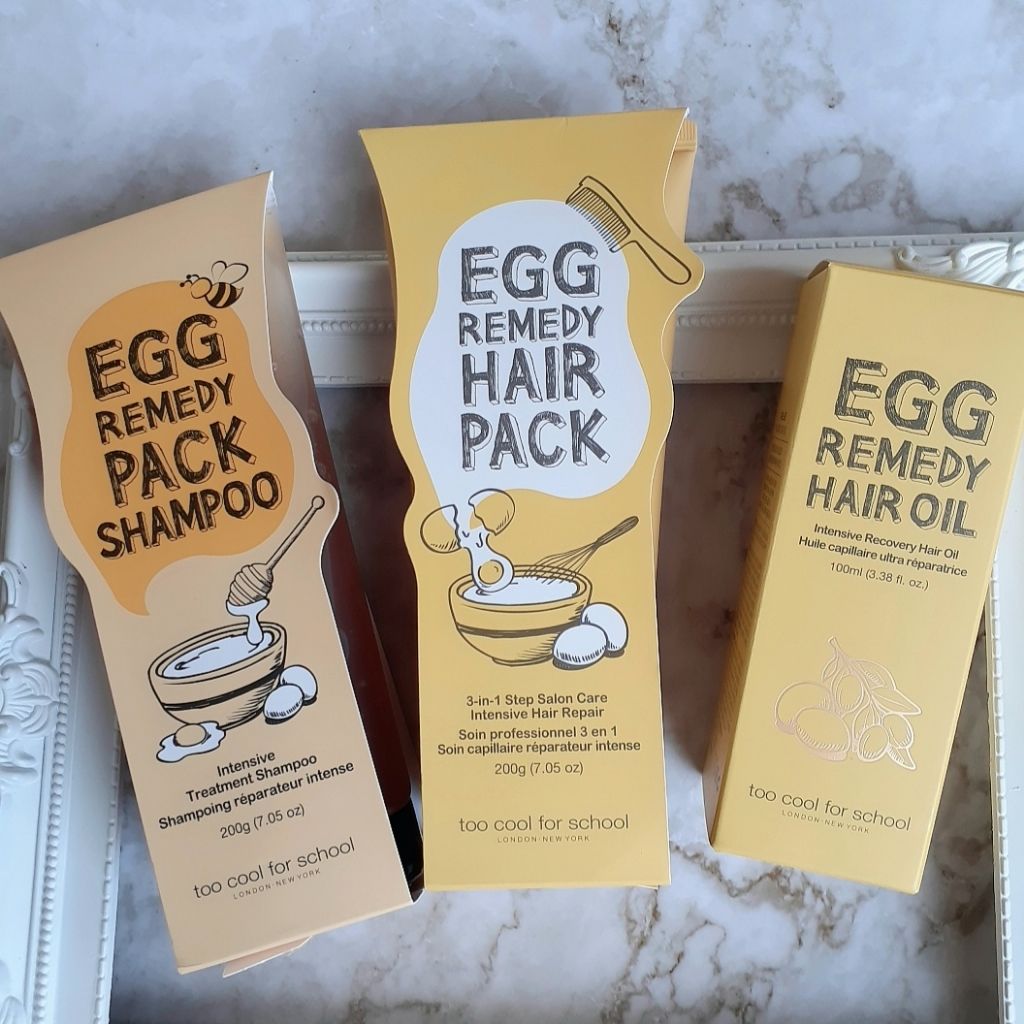 EGG
REMEDY
PACK
SHAMPOO
Intensive
Treatment Shampoo
Shampoing réparateur intense
200g (7.05 oz)
too cool for school
LONDON·NEW YORK
EGG
REMEDY
HAIR
PACK
3-in-1 Step Salon Care
Intensive Hair Repair
Soin professionnel 3 en 1
Soin capillaire réparateur intense
200g (7.05 oz)
too cool for school
LONDON·NEW YORK
EGG
REMEDY
HAIR OIL
Intensive Recovery Hair Oil
Huile capillaire ultra réparatrice
100ml (3.38 fl. oz.)
too cool for school
LONDON·NEW YORK